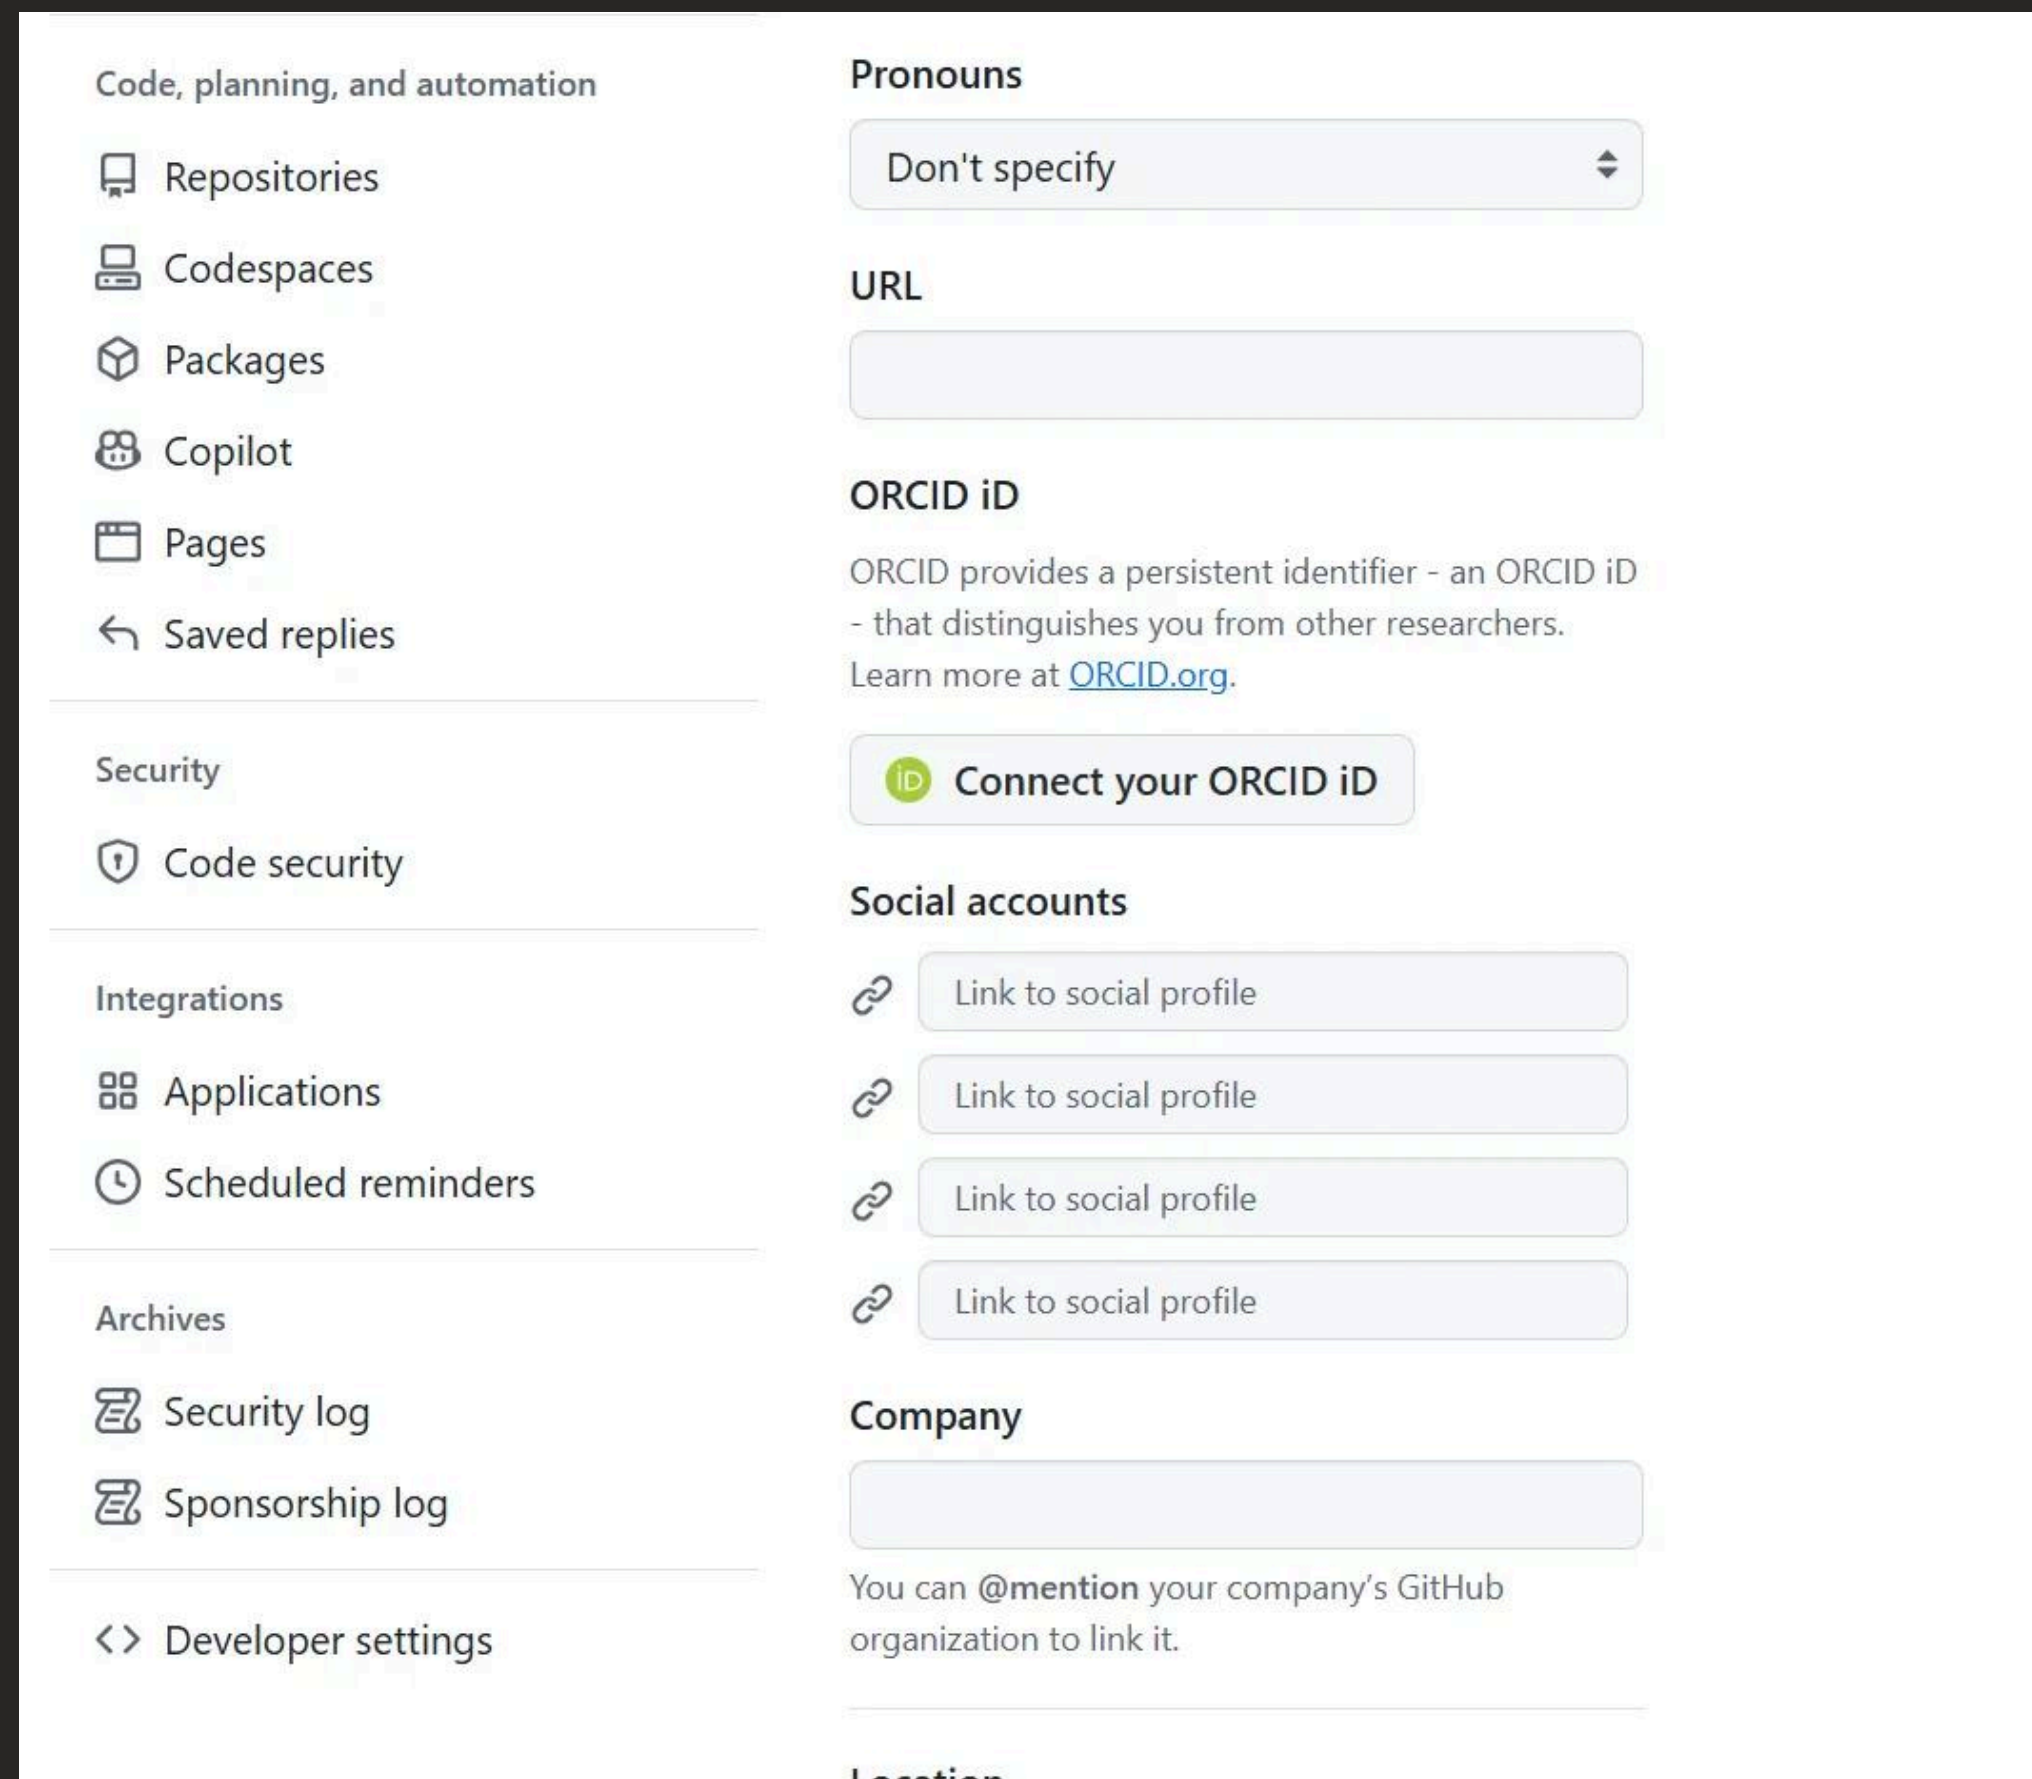 Code, planning, and automation
Repositories
Codespaces
Packages
Copilot
Pages
Saved replies
Security
Code security
Integrations
Applications
Scheduled reminders
Archives
Security log
Sponsorship log
Developer settings
Pronouns
Don't specify
URL
ORCID iD
ORCID provides a persistent identifier - an ORCID iD
- that distinguishes you from other researchers.
Learn more at ORCID.org.
iD Connect your ORCID iD
Social accounts
Link to social profile
Link to social profile
Link to social profile
Link to social profile
Company
You can @mention your company's GitHub
organization to link it.
Location